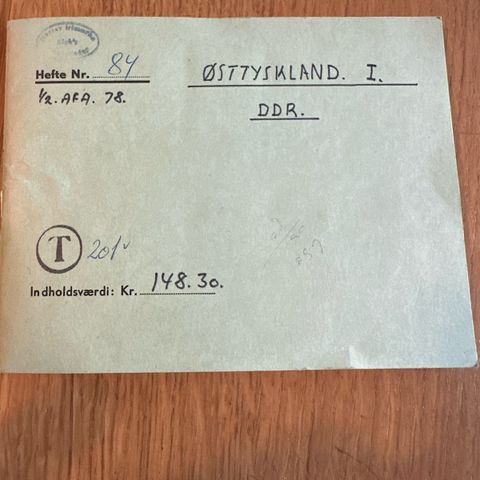 Hefte Nr. 84
ØSTTYSKLAND. I.
½. AFA. 78.
DDR.
T 201
Indholdsværdi: Kr. 148.30.